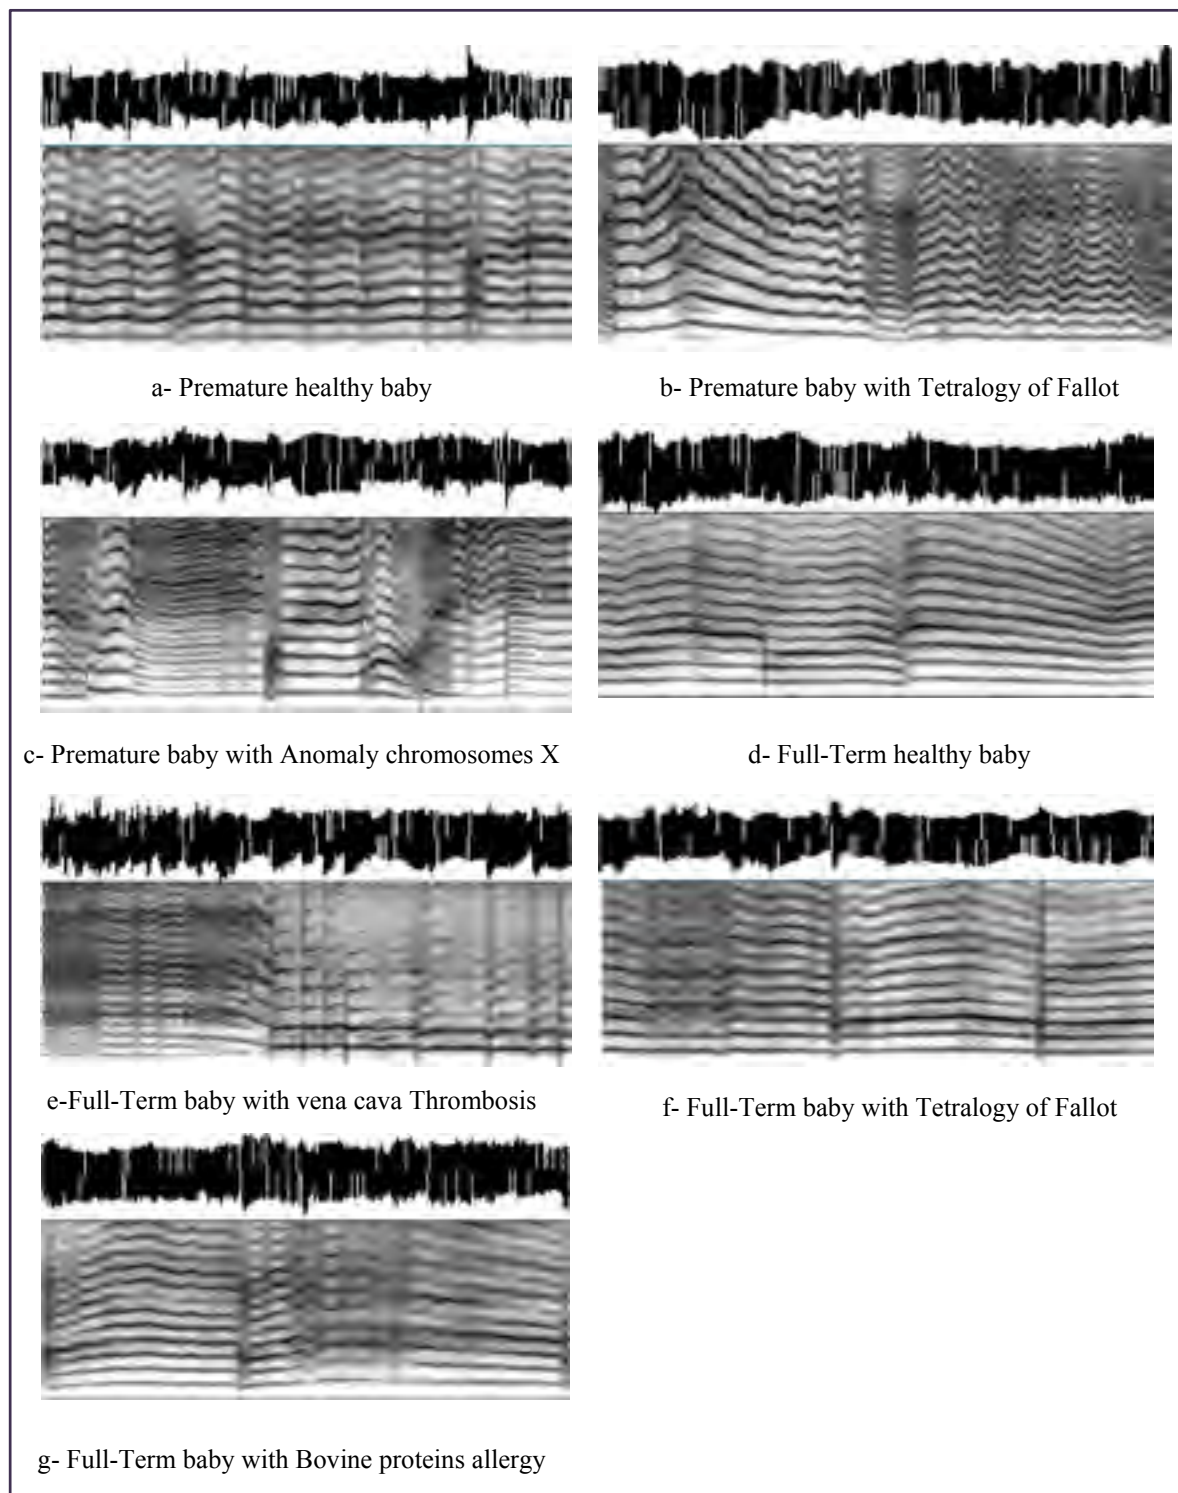 a- Premature healthy baby
b- Premature baby with Tetralogy of Fallot
c- Premature baby with Anomaly chromosomes X
d- Full-Term healthy baby
e-Full-Term baby with vena cava Thrombosis
f- Full-Term baby with Tetralogy of Fallot
g- Full-Term baby with Bovine proteins allergy